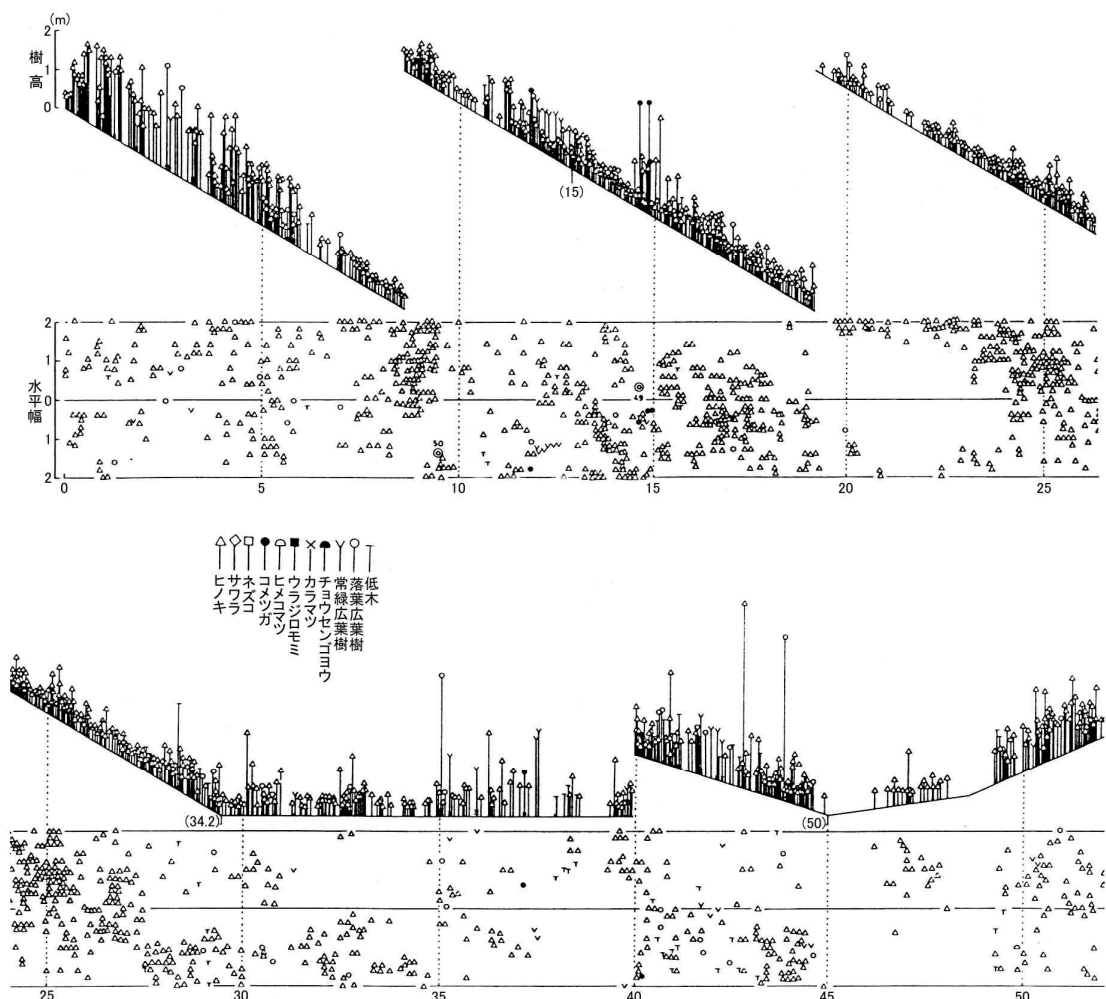 (m)
2
1
0
樹高
(15)
2
1
0
1
2
水平幅
50
49
0
5
10
15
20
25
ヒノキ
サワラ
ネズコ
コメツガ
ヒメコマツ
ウラジロモミ
カラマツ
チョウセンゴヨウ
常緑広葉樹
落葉広葉樹
低木
(34.2)
(50)
25
30
35
40
45
50